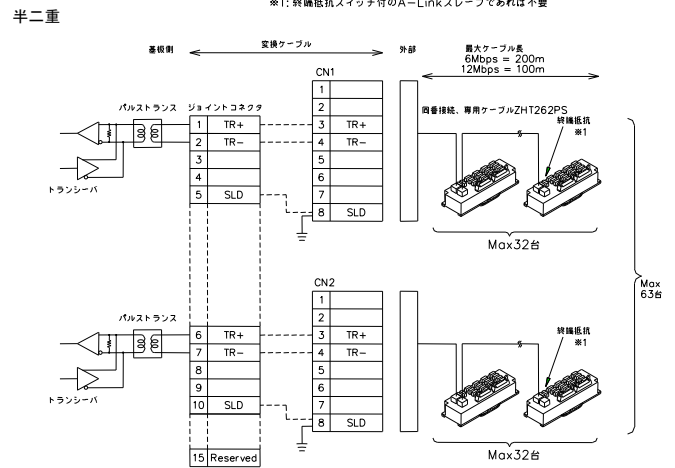 ※1: 終端抵抗スイッチ付のA-Linkスレーブであれば不要
半二重
基板側
変換ケーブル
外部
最大ケーブル長
6Mbps = 200m
12Mbps = 100m
CN1
パルストランス
ジョイントコネクタ
同番接続、専用ケーブルZHT262PS
終端抵抗
※1
1
1 TR+
2 TR-
3
4
5 SLD
1
2
3 TR+
4 TR-
5
6
7
8 SLD
トランシーバ
Max32台
Max
63台
CN2
パルストランス
終端抵抗
※1
6 TR+
7 TR-
8
9
10 SLD
15 Reserved
1
2
3 TR+
4 TR-
5
6
7
8 SLD
トランシーバ
Max32台